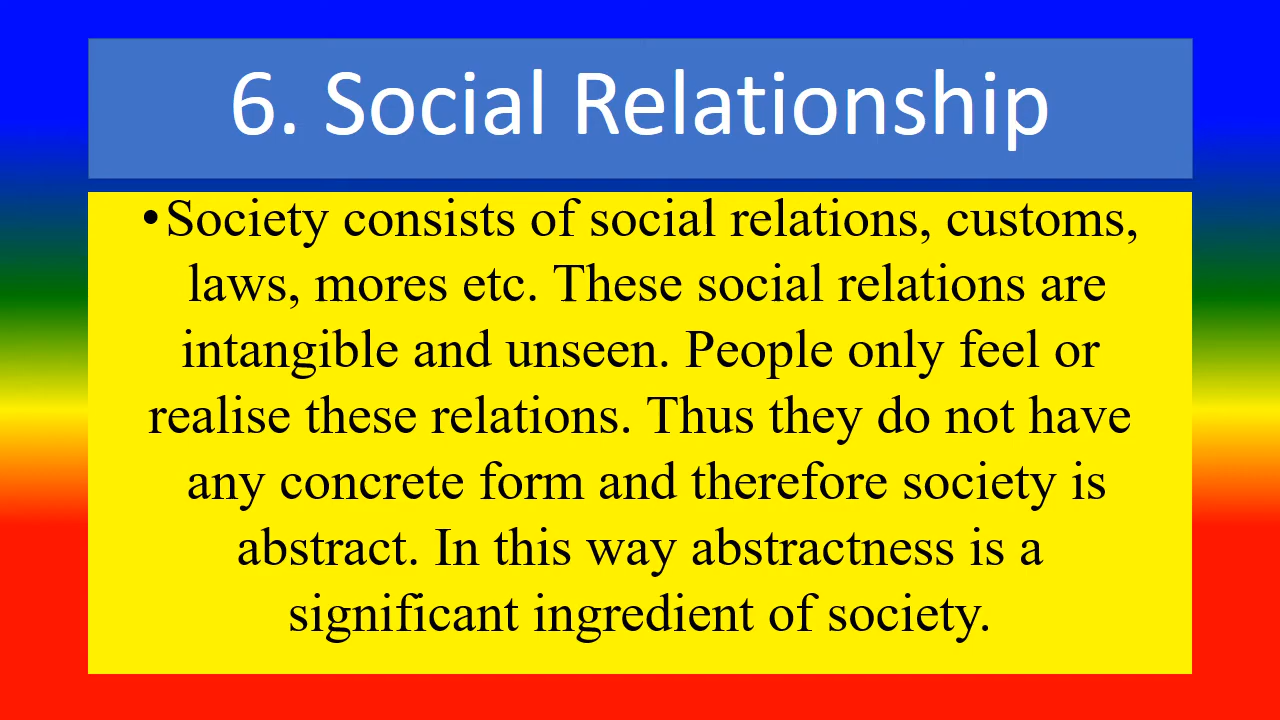 6. Social Relationship
•Society consists of social relations, customs,
laws, mores etc. These social relations are
intangible and unseen. People only feel or
realise these relations. Thus they do not have
any concrete form and therefore society is
abstract. In this way abstractness is a
significant ingredient of society.